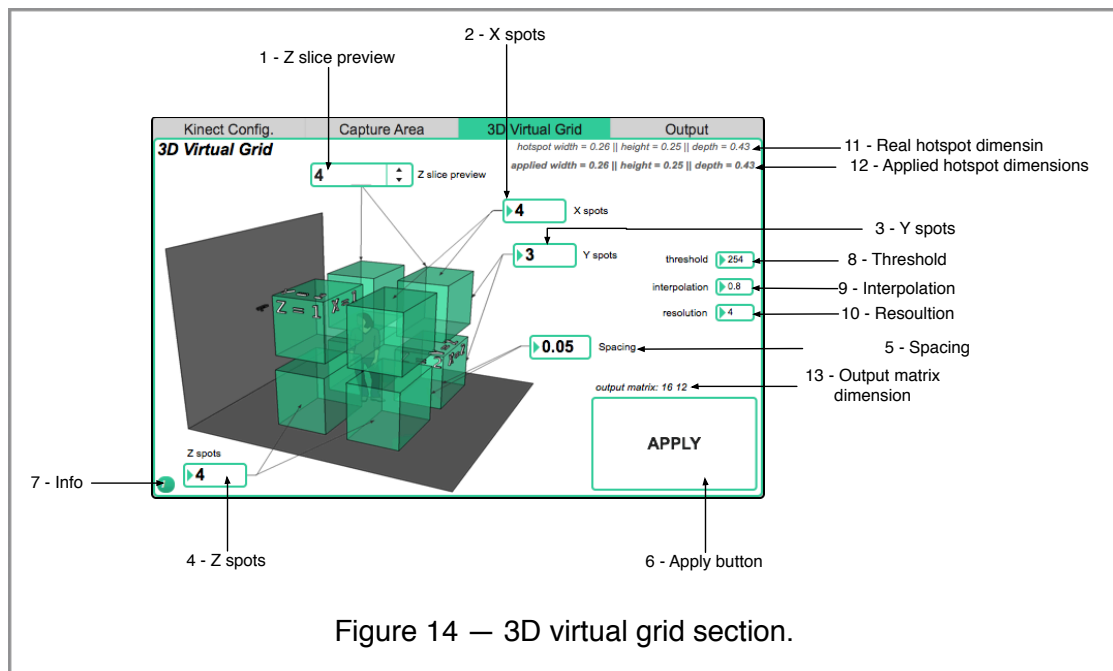 2 - X spots
1 - Z slice preview
Kinect Config.
Capture Area
3D Virtual Grid
Output
3D Virtual Grid
hotspot width = 0.26 || height = 0.25 || depth = 0.43
applied width = 0.26 || height = 0.25 || depth = 0.43
11 - Real hotspot dimensin
12 - Applied hotspot dimensions
4
Z slice preview
4
X spots
3
Y spots
3 - Y spots
threshold
254
8 - Threshold
interpolation
0.8
9 - Interpolation
resolution
4
10 - Resoultion
Z = 1
X=1
0.05
Spacing
5 - Spacing
output matrix: 16 12
13 - Output matrix
dimension
APPLY
Z spots
4
7 - Info
4 - Z spots
6 - Apply button
Figure 14 — 3D virtual grid section.